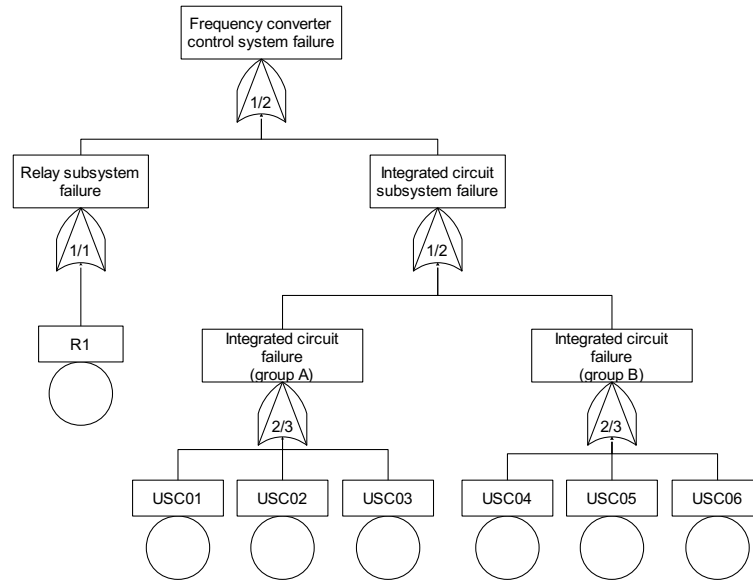 Frequency converter
control system failure
1/2
Relay subsystem
failure
Integrated circuit
subsystem failure
1/1
1/2
R1
Integrated circuit
failure
(group A)
Integrated circuit
failure
(group B)
2/3
2/3
USC01
USC02
USC03
USC04
USC05
USC06